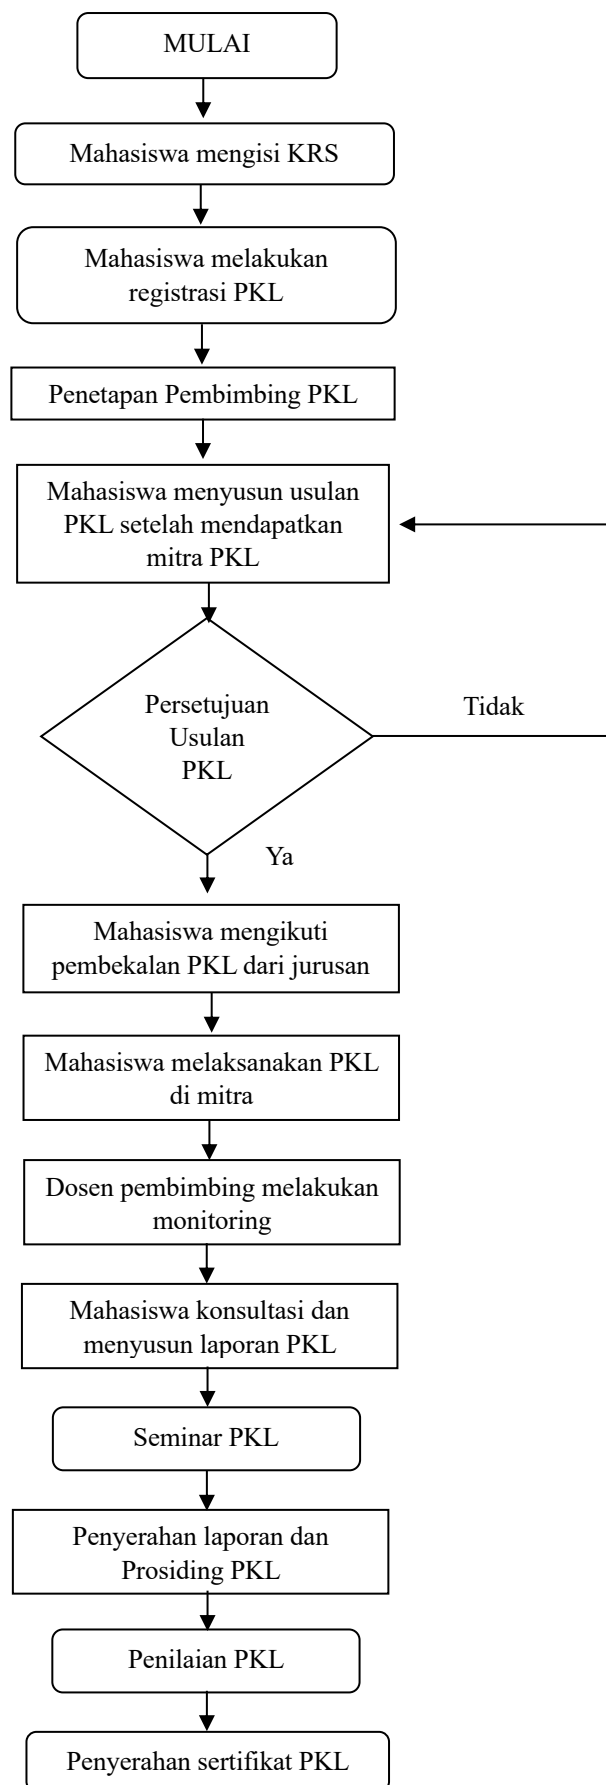 MULAI
Mahasiswa mengisi KRS
Mahasiswa melakukan
registrasi PKL
Penetapan Pembimbing PKL
Mahasiswa menyusun usulan
PKL setelah mendapatkan
mitra PKL
Persetujuan
Usulan
PKL
Tidak
Ya
Mahasiswa mengikuti
pembekalan PKL dari jurusan
Mahasiswa melaksanakan PKL
di mitra
Dosen pembimbing melakukan
monitoring
Mahasiswa konsultasi dan
menyusun laporan PKL
Seminar PKL
Penyerahan laporan dan
Prosiding PKL
Penilaian PKL
Penyerahan sertifikat PKL